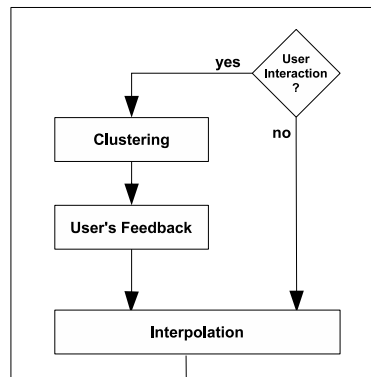 User
Interaction
?
yes
no
Clustering
User's Feedback
Interpolation